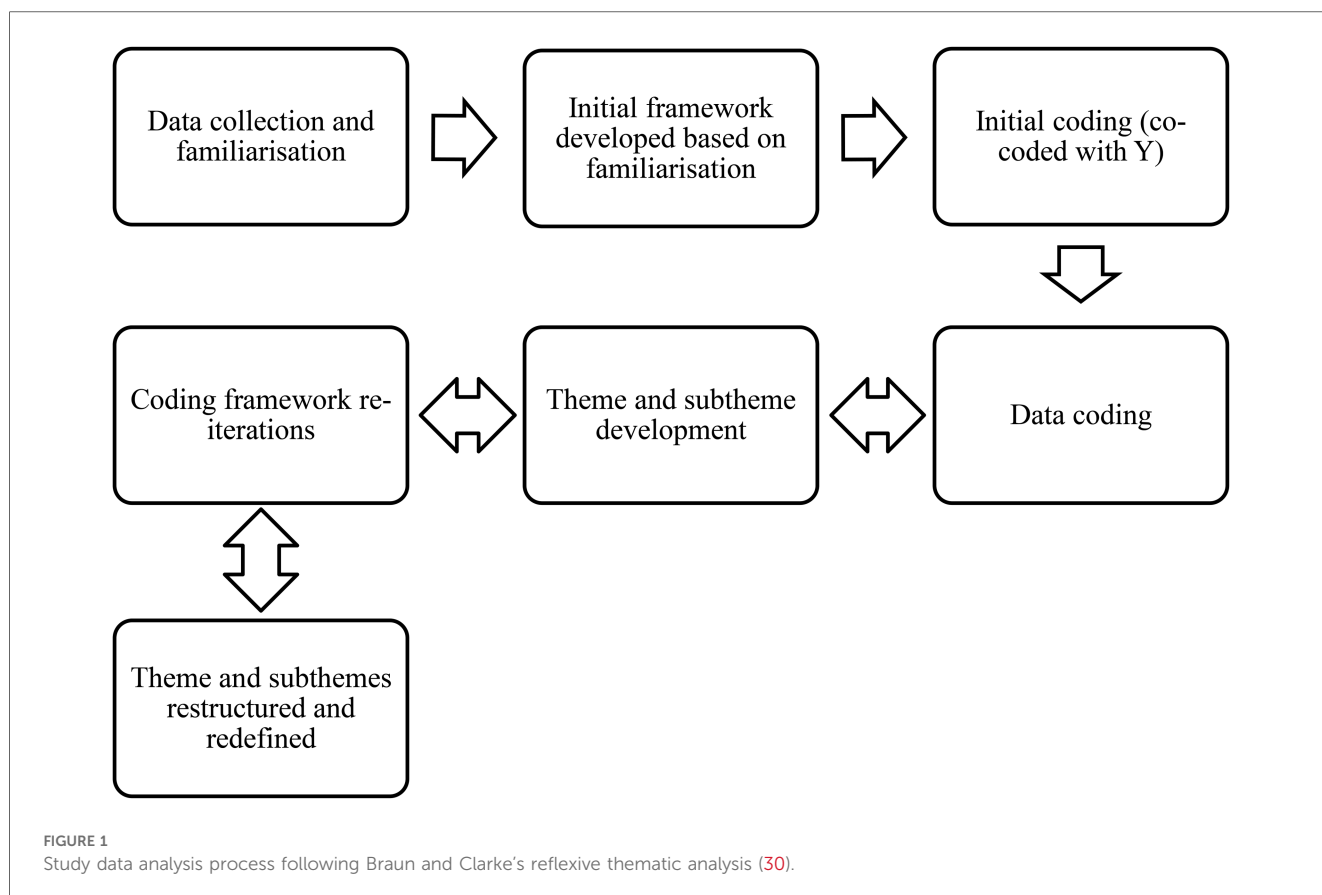 Data collection and
familiarisation
Initial framework
developed based on
familiarisation
Initial coding (co-
coded with Y)
Coding framework re-
iterations
Theme and subtheme
development
Data coding
Theme and subthemes
restructured and
redefined
FIGURE 1
Study data analysis process following Braun and Clarke's reflexive thematic analysis (30).